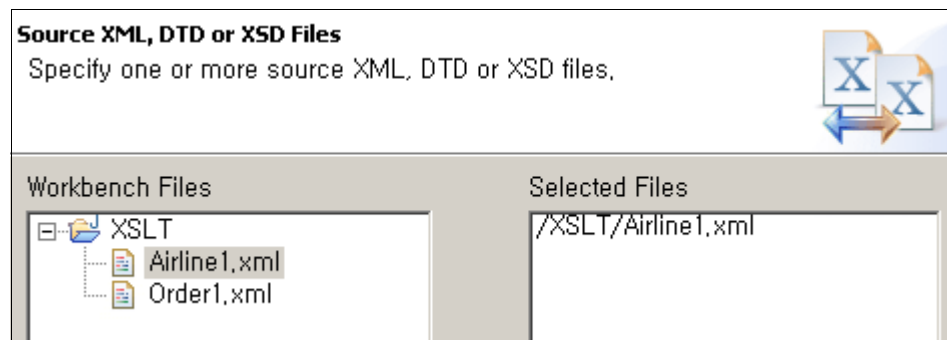 Source XML, DTD or XSD Files
Specify one or more source XML, DTD or XSD files.
X
X
Workbench Files
Selected Files
XSLT
/XSLT/Airline1.xml
Airline1.xml
Order1.xml